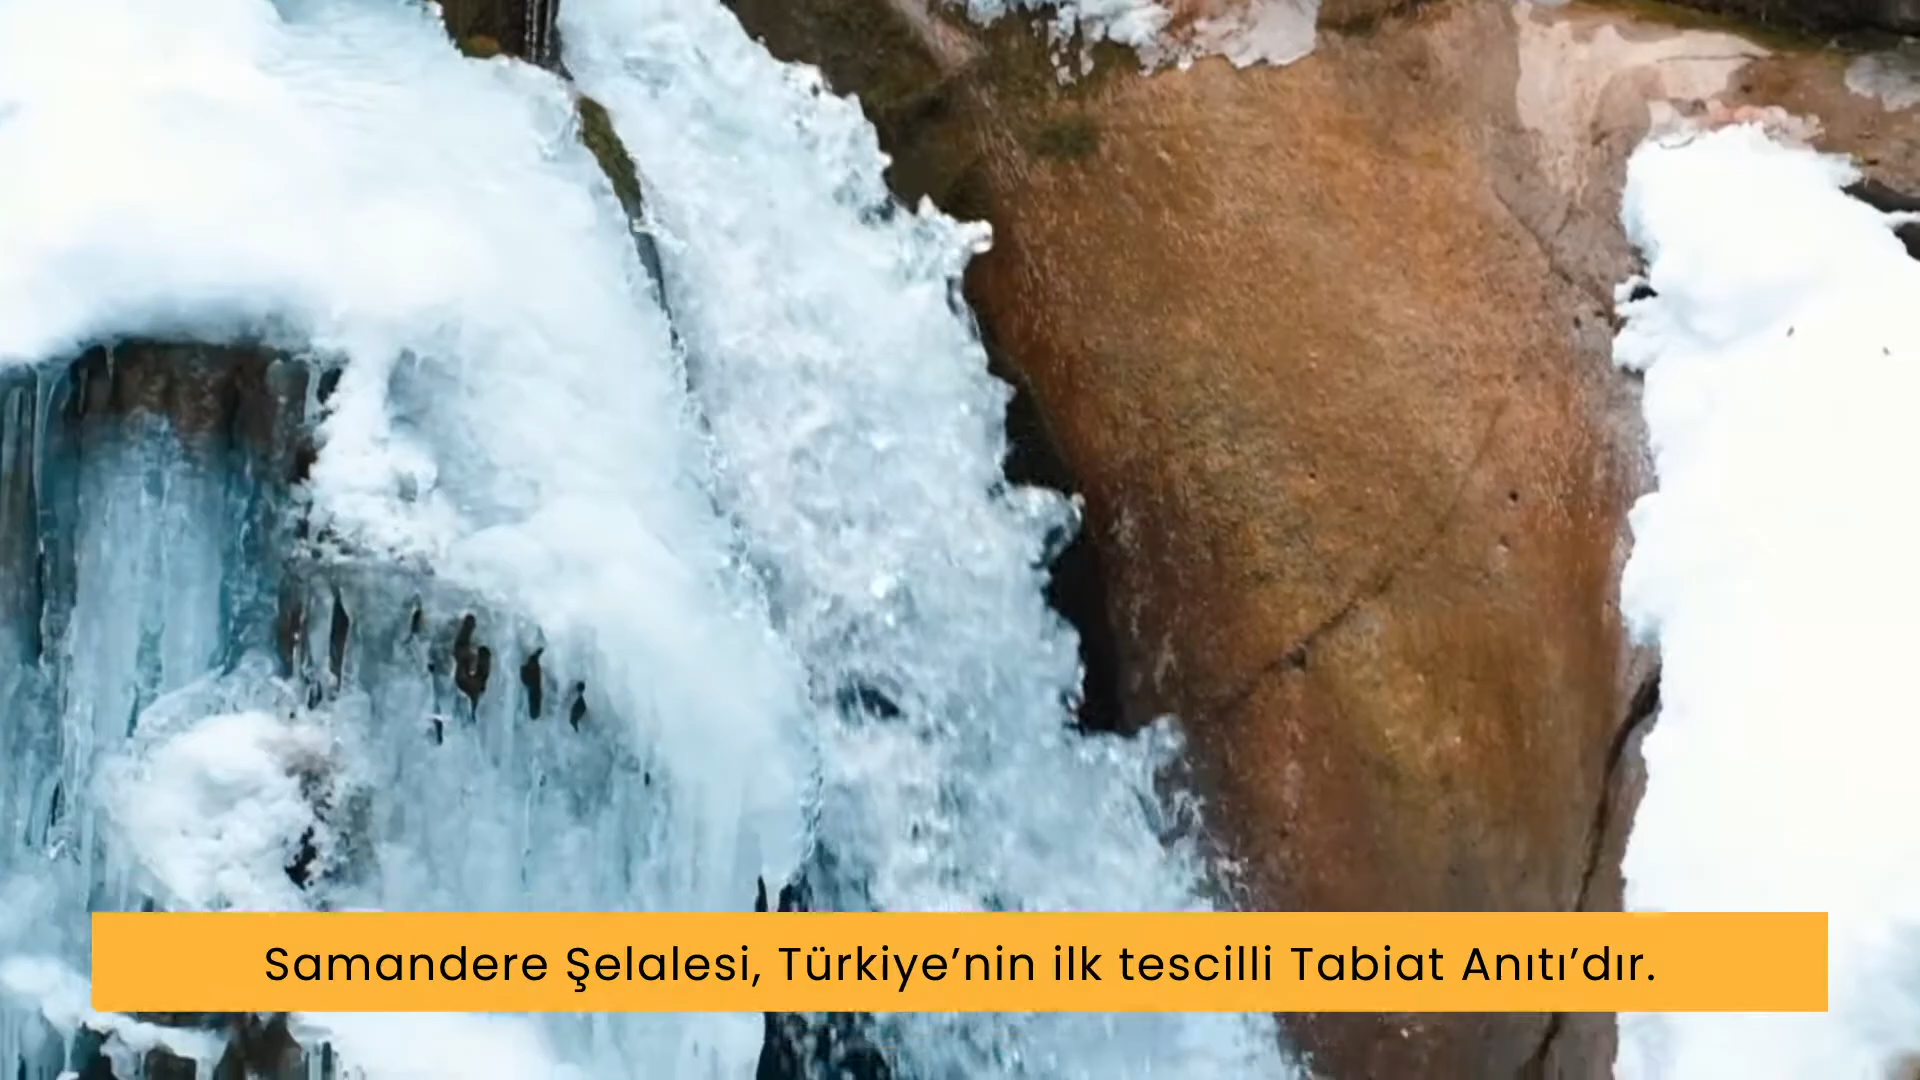 Samandere Şelalesi, Türkiye’nin ilk tescilli Tabiat Anıtı’dır.